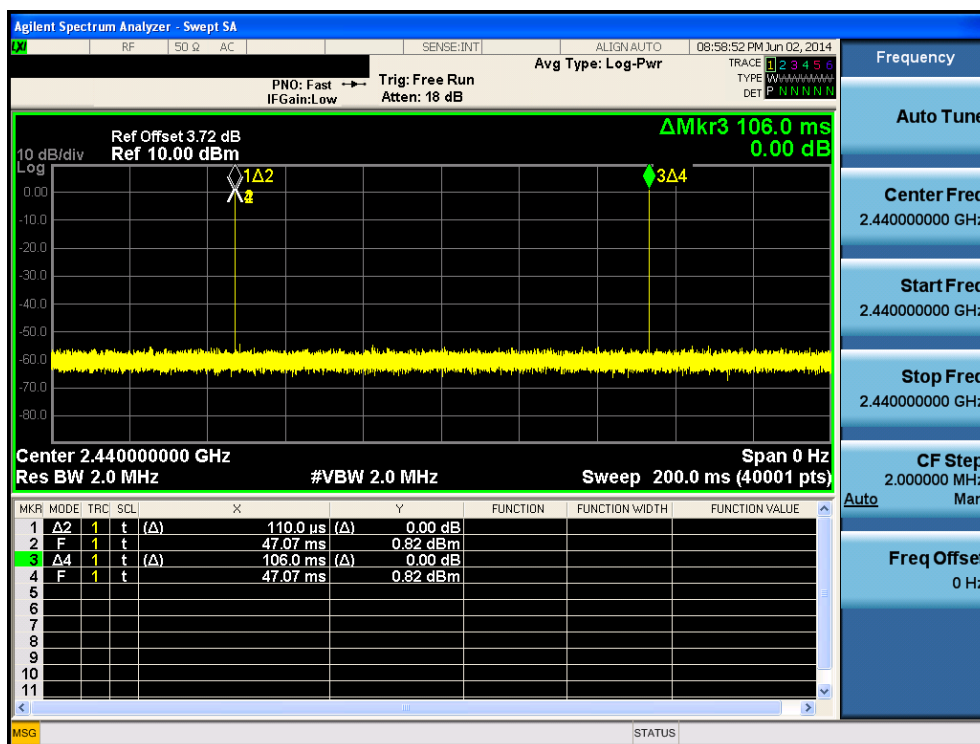 Agilent Spectrum Analyzer - Swept SA
LXI RF 50 Ω AC SENSE:INT ALIGN AUTO 08:58:52 PM Jun 02, 2014
Frequency
Avg Type: Log-Pwr
TRACE 1 2 3 4 5 6
PNO: Fast
Trig: Free Run
TYPE W
IFGain:Low
Atten: 18 dB
DET P N N N N N
Auto Tune
ΔMkr3 106.0 ms
0.00 dB
Ref Offset 3.72 dB
10 dB/div Ref 10.00 dBm
Log
1Δ2
3Δ4
0.00
-10.0
-20.0
-30.0
-40.0
-50.0
-60.0
-70.0
-80.0
Center Freq
2.440000000 GHz
Start Freq
2.440000000 GHz
Stop Freq
2.440000000 GHz
CF Step
2.000000 MHz
Auto Man
Freq Offset
0 Hz
Center 2.440000000 GHz Span 0 Hz
Res BW 2.0 MHz #VBW 2.0 MHz Sweep 200.0 ms (40001 pts)
MKR MODE TRC SCL X Y FUNCTION FUNCTION WIDTH FUNCTION VALUE
1 Δ2 1 t (Δ) 110.0 µs (Δ) 0.00 dB
2 F 1 t 47.07 ms 0.82 dBm
3 Δ4 1 t (Δ) 106.0 ms (Δ) 0.00 dB
4 F 1 t 47.07 ms 0.82 dBm
5
6
7
8
9
10
11
MSG STATUS